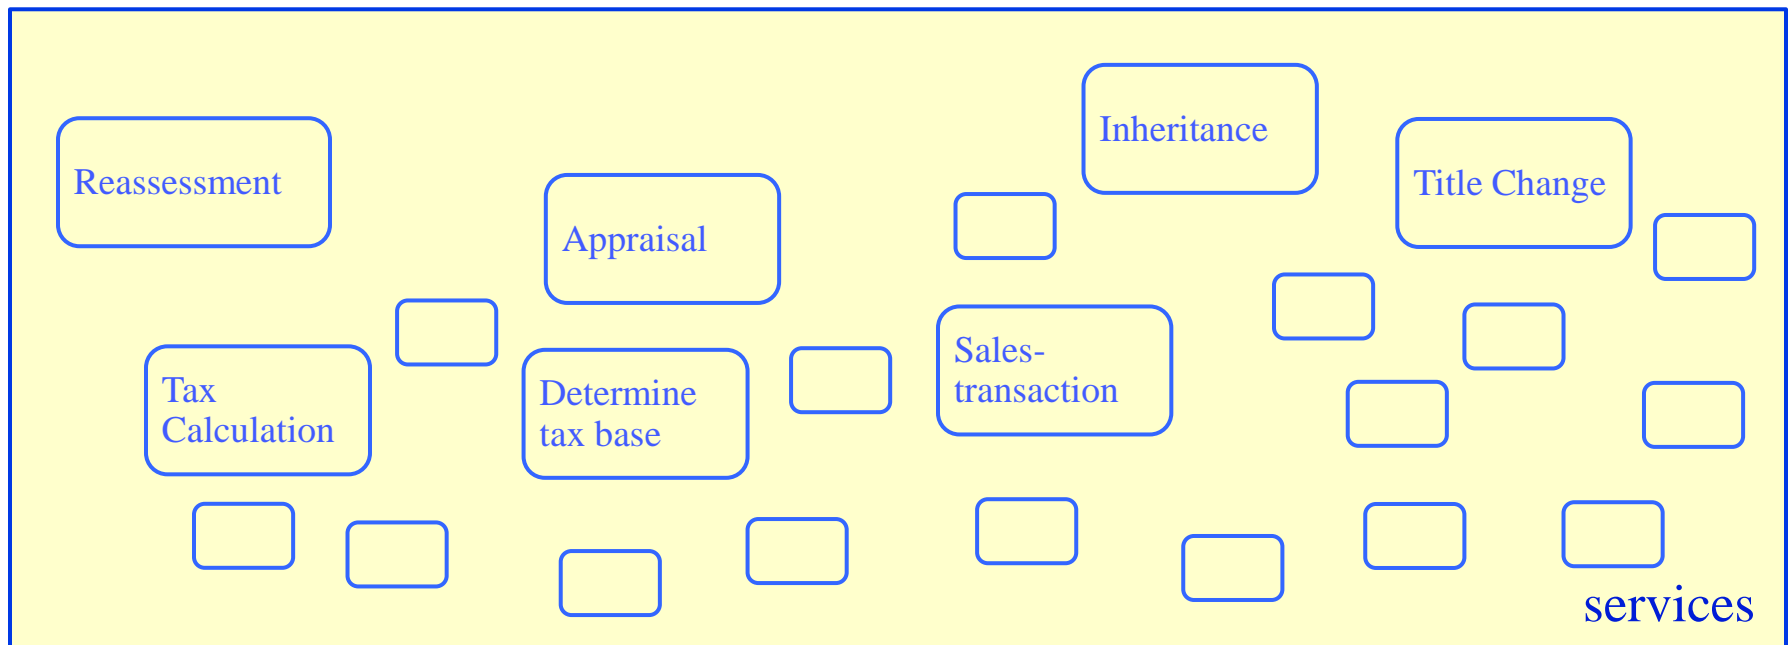 Inheritance
Reassessment
Title Change
Appraisal
Sales-
transaction
Tax
Calculation
Determine
tax base
services